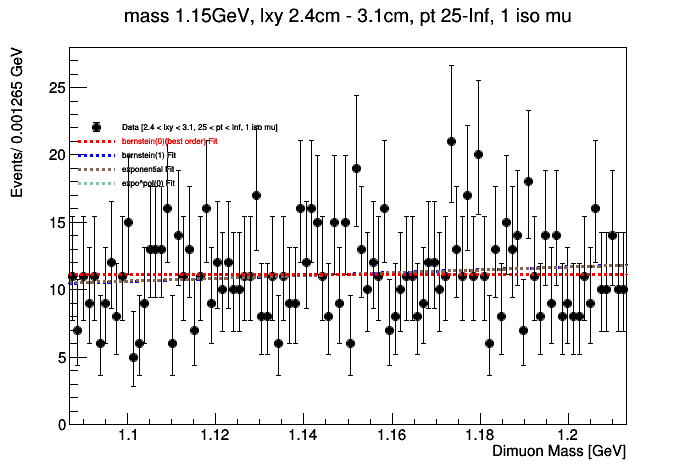 mass 1.15GeV, lxy 2.4cm - 3.1cm, pt 25-Inf, 1 iso mu
Events/ 0.001265 GeV
25
20
15
10
5
0
Data [2.4 < lxy < 3.1, 25 < pt < Inf, 1 iso mu]
bernstein(0)(best order) Fit
bernstein(1) Fit
exponential Fit
expo*pol(0) Fit
1.1 1.12 1.14 1.16 1.18 1.2
Dimuon Mass [GeV]